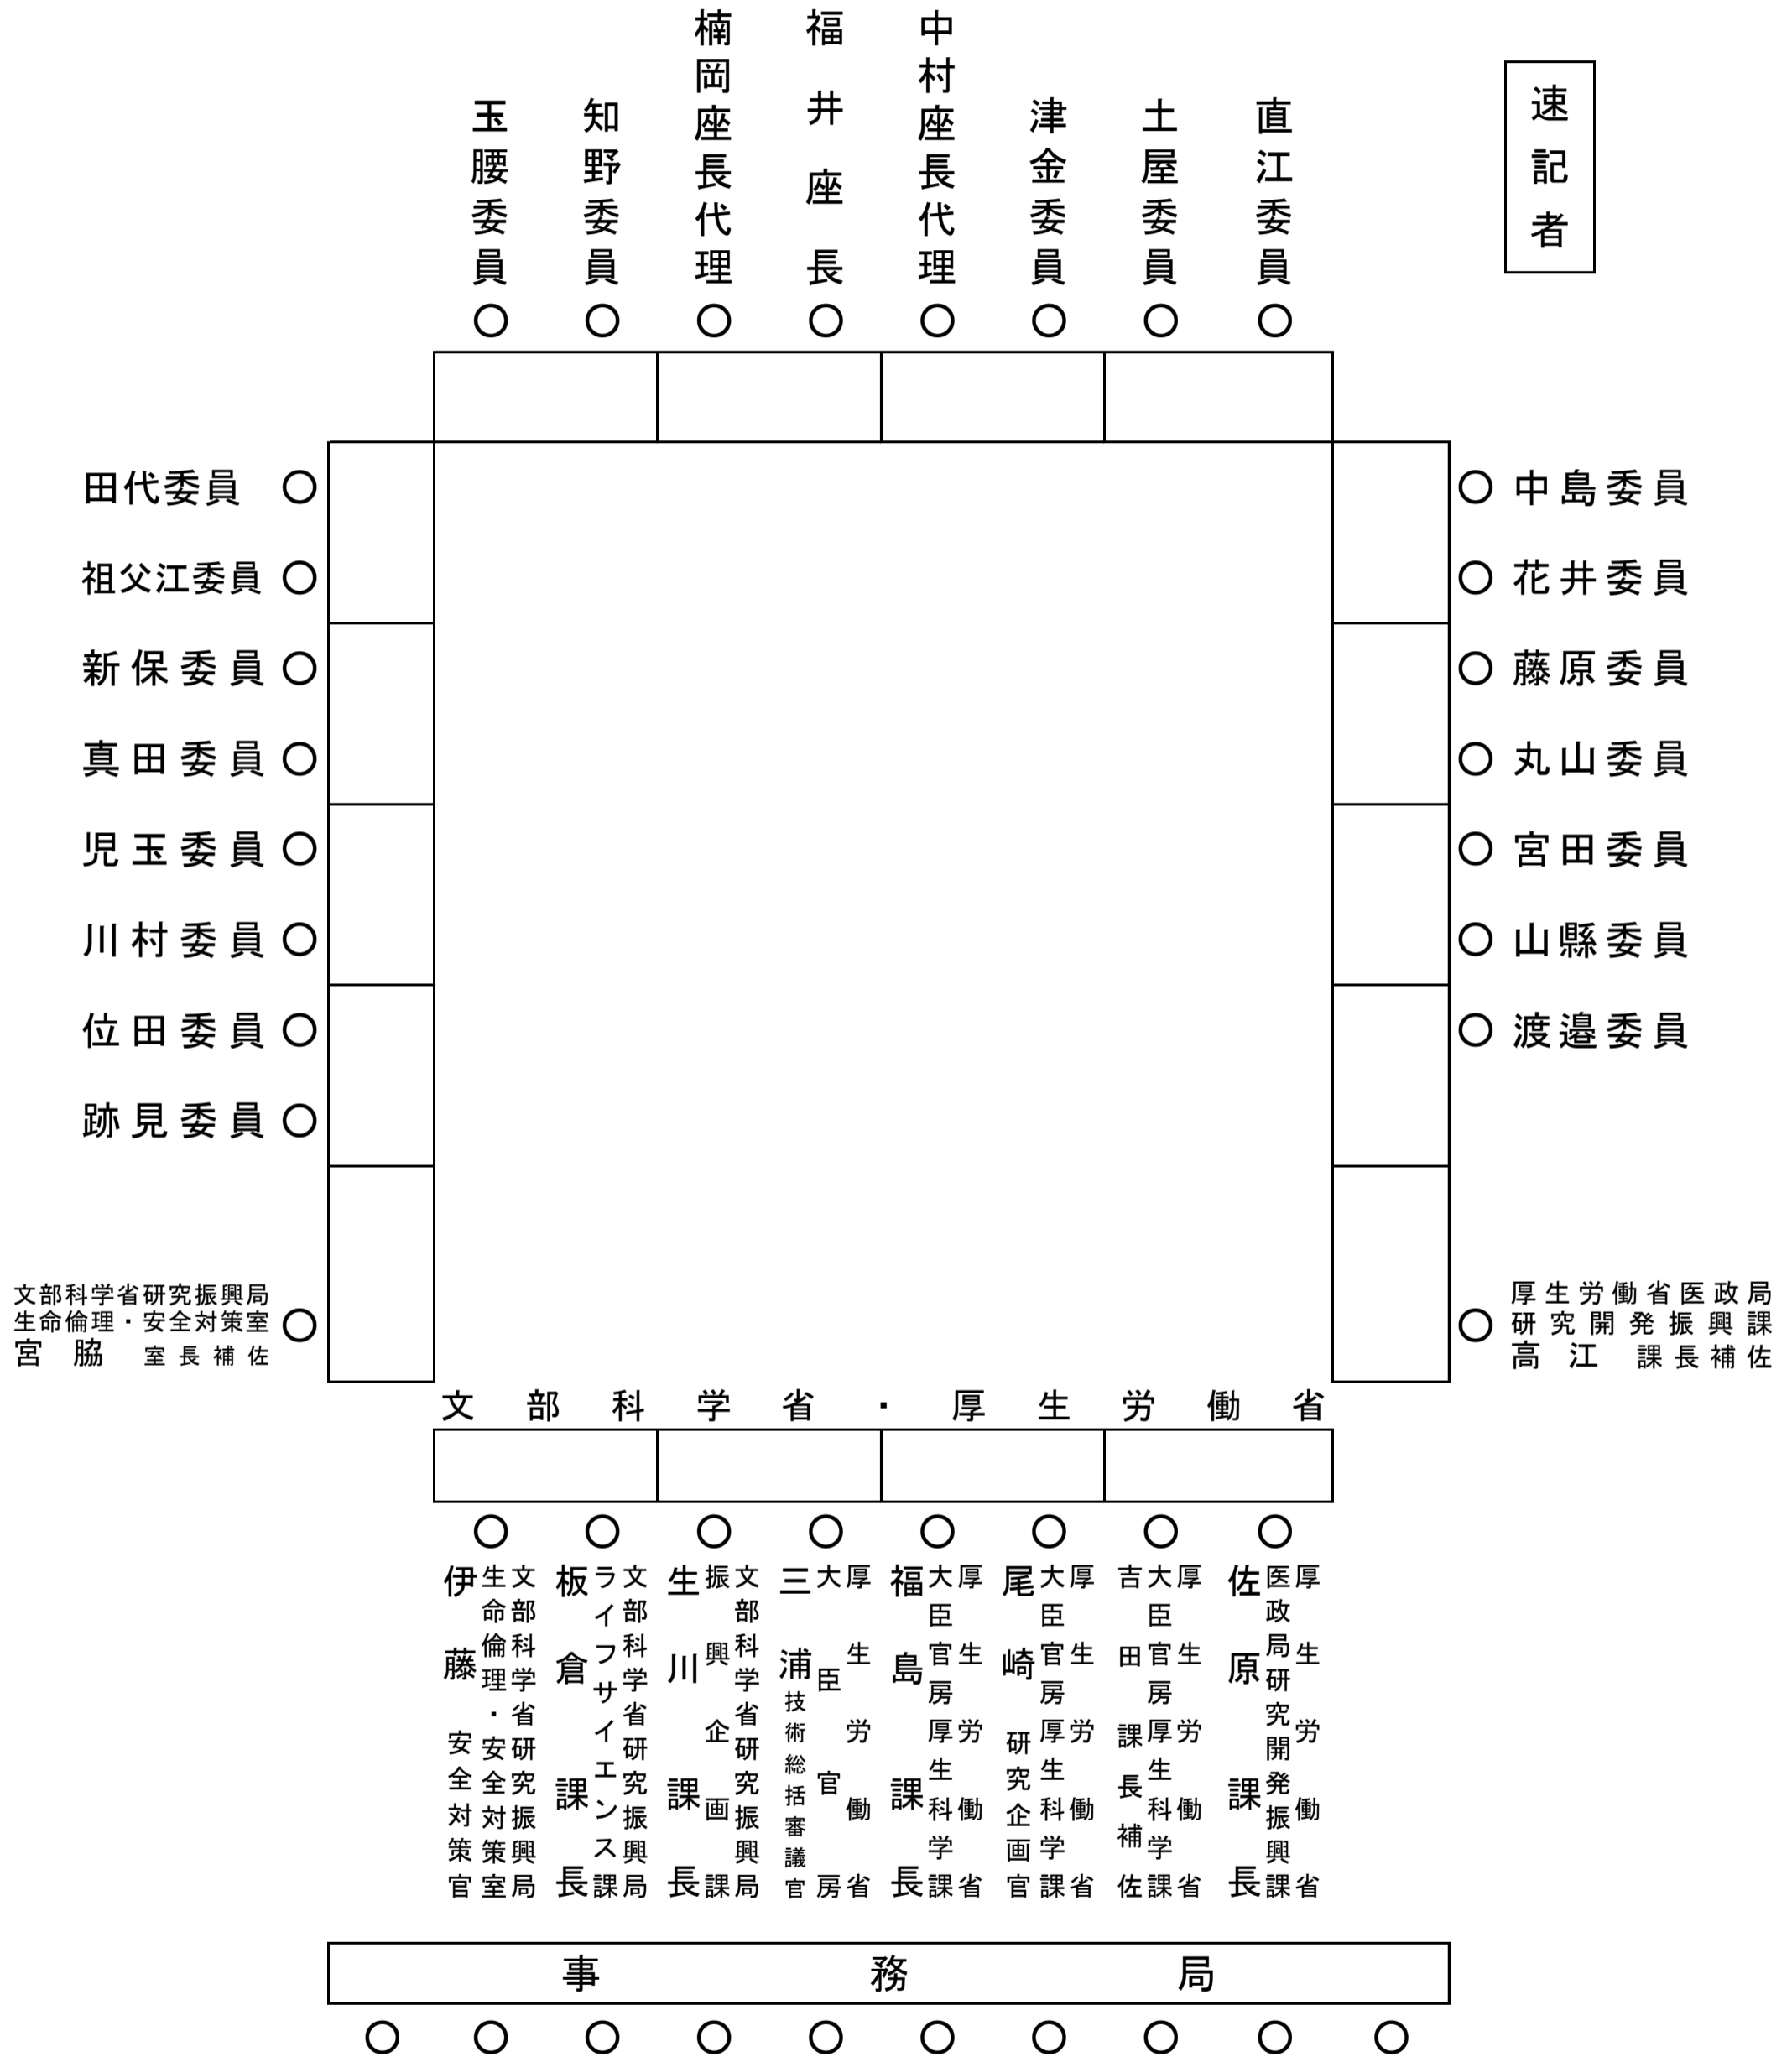 速記者
玉腰委員
知野委員
楠岡座長代理
福井座長
中村座長代理
津金委員
土屋委員
直江委員
田代委員
祖父江委員
新保委員
真田委員
児玉委員
川村委員
位田委員
跡見委員
文部科学省研究振興局
生命倫理・安全対策室
宮脇 室長補佐
中島委員
花井委員
藤原委員
丸山委員
宮田委員
山縣委員
渡邉委員
厚生労働省医政局
研究開発振興課
高江 課長補佐
文部科学省・厚生労働省
文部科学省研究振興局
生命倫理・安全対策室
伊藤 安全対策官
文部科学省研究振興局
ライフサイエンス課
板倉課長
文部科学省研究振興局
振興企画課
生川課長
厚生労働省
大臣官房
三浦技術総括審議官
厚生労働省
大臣官房厚生科学課
福島課長
厚生労働省
大臣官房厚生科学課
尾崎 研究企画官
厚生労働省
大臣官房厚生科学課
吉田課長補佐
厚生労働省
医政局研究開発振興課
佐原課長
事務局